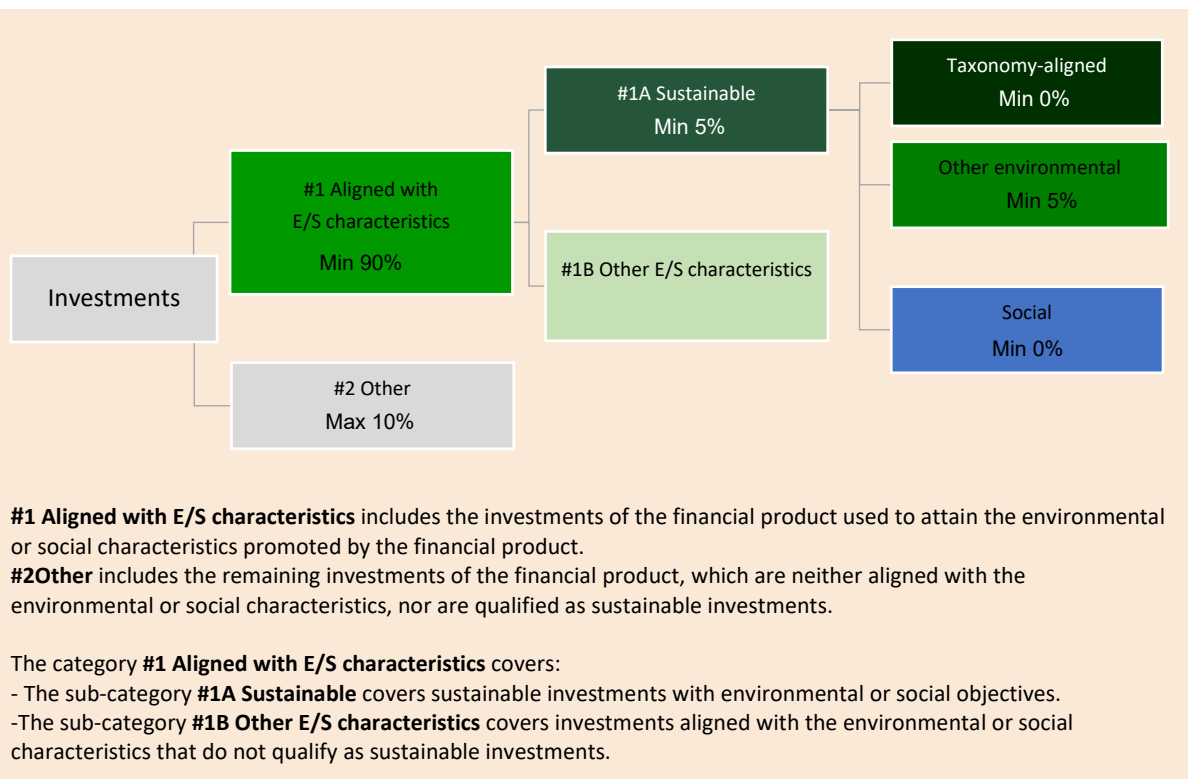 Investments
#1 Aligned with
E/S characteristics
Min 90%
#2 Other
Max 10%
#1A Sustainable
Min 5%
#1B Other E/S characteristics
Taxonomy-aligned
Min 0%
Other environmental
Min 5%
Social
Min 0%
#1 Aligned with E/S characteristics includes the investments of the financial product used to attain the environmental
or social characteristics promoted by the financial product.
#2Other includes the remaining investments of the financial product, which are neither aligned with the
environmental or social characteristics, nor are qualified as sustainable investments.
The category #1 Aligned with E/S characteristics covers:
- The sub-category #1A Sustainable covers sustainable investments with environmental or social objectives.
-The sub-category #1B Other E/S characteristics covers investments aligned with the environmental or social
characteristics that do not qualify as sustainable investments.